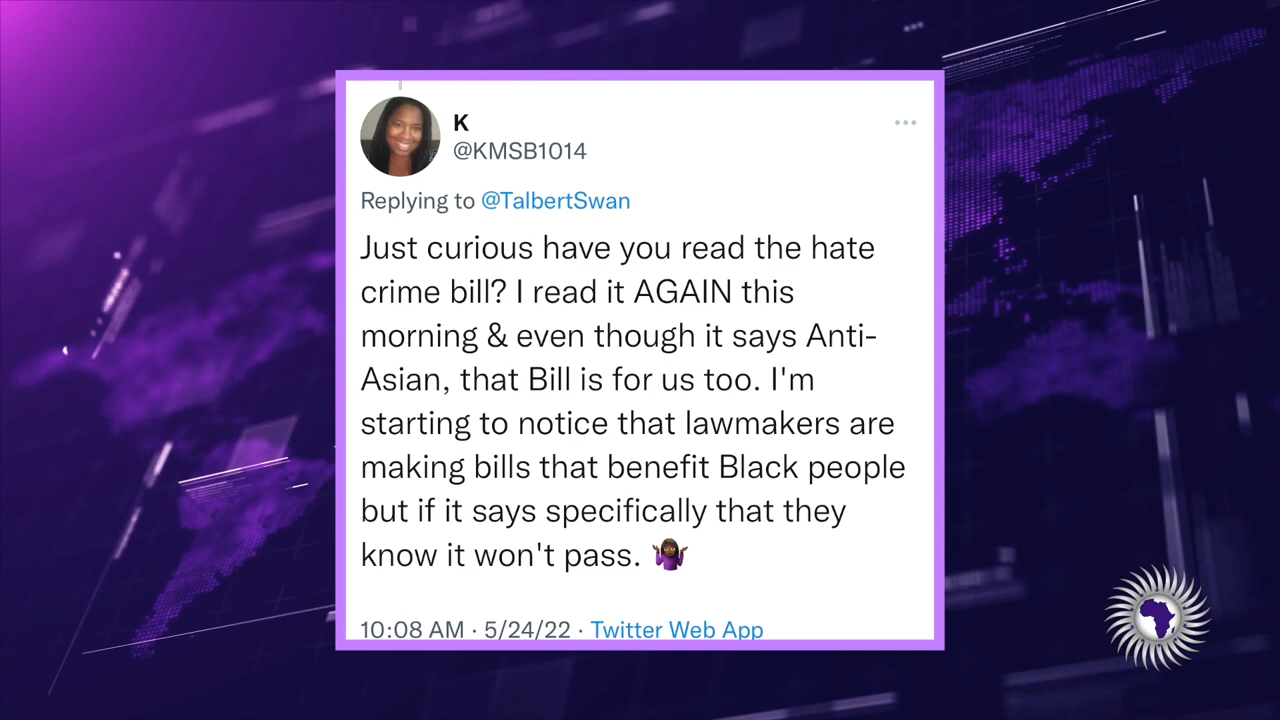 K
@KMSB1014
Replying to @TalbertSwan
Just curious have you read the hate
crime bill? I read it AGAIN this
morning & even though it says Anti-
Asian, that Bill is for us too. I'm
starting to notice that lawmakers are
making bills that benefit Black people
but if it says specifically that they
know it won't pass. 🤷🏿‍♀️
10:08 AM · 5/24/22 · Twitter Web App